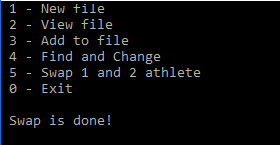 1 - New file
2 - View file
3 - Add to file
4 - Find and Change
5 - Swap 1 and 2 athlete
0 - Exit
Swap is done!